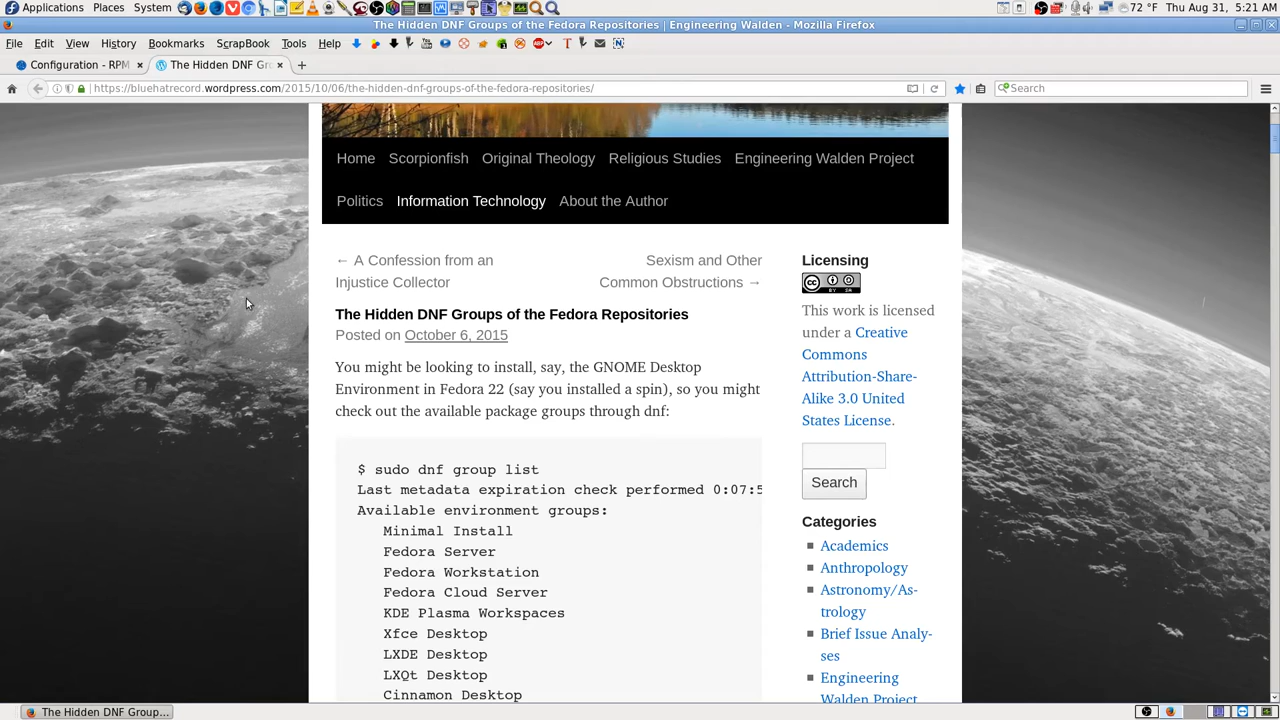 Applications Places System 72 °F Thu Aug 31, 5:21 AM
The Hidden DNF Groups of the Fedora Repositories | Engineering Walden - Mozilla Firefox
File Edit View History Bookmarks ScrapBook Tools Help
Configuration - RPM × The Hidden DNF Gr × +
https://bluehatrecord.wordpress.com/2015/10/06/the-hidden-dnf-groups-of-the-fedora-repositories/ Search
Home Scorpionfish Original Theology Religious Studies Engineering Walden Project
Politics Information Technology About the Author
← A Confession from an
Injustice Collector
Sexism and Other
Common Obstructions →
The Hidden DNF Groups of the Fedora Repositories
Posted on October 6, 2015
You might be looking to install, say, the GNOME Desktop
Environment in Fedora 22 (say you installed a spin), so you might
check out the available package groups through dnf:
$ sudo dnf group list
Last metadata expiration check performed 0:07:5
Available environment groups:
Minimal Install
Fedora Server
Fedora Workstation
Fedora Cloud Server
KDE Plasma Workspaces
Xfce Desktop
LXDE Desktop
LXQt Desktop
Cinnamon Desktop
Licensing
CC BY SA
This work is licensed
under a Creative
Commons
Attribution-Share-
Alike 3.0 United
States License.
Search
Categories
Academics
Anthropology
Astronomy/As-
trology
Brief Issue Analy-
ses
Engineering
Walden Project
The Hidden DNF Group...